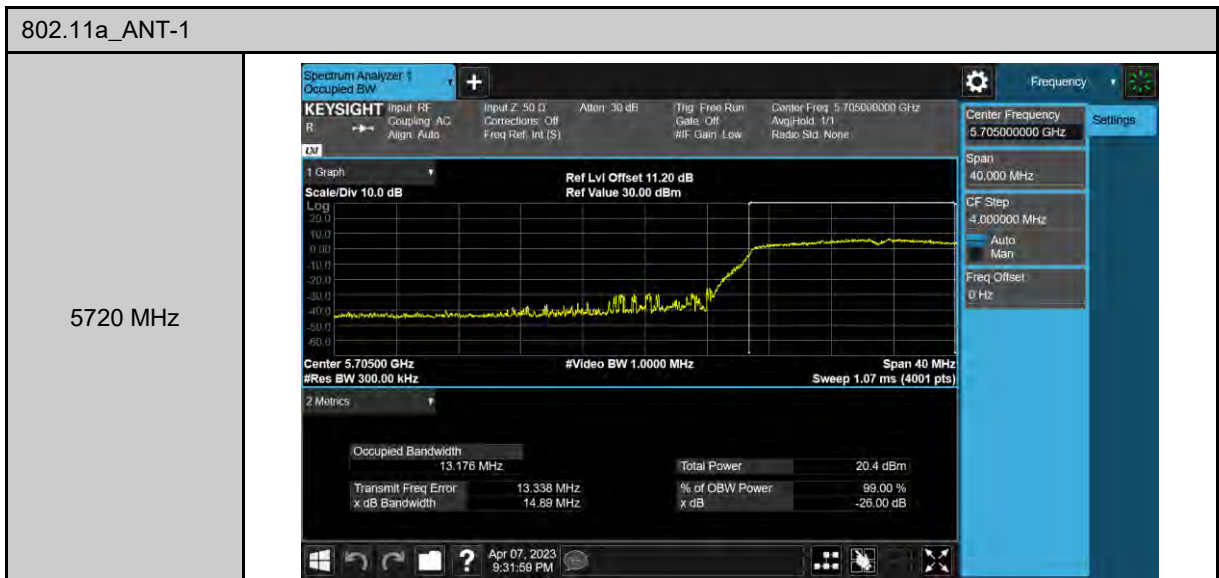 802.11a_ANT-1
5720 MHz
Spectrum Analyzer 1
Occupied BW
+
Frequency
KEYSIGHT
R
LXI
Input: RF
Coupling: AC
Align: Auto
Input Z: 50 Ω
Corrections: Off
Freq Ref: Int (S)
Atten: 30 dB
Trig: Free Run
Gate: Off
#IF Gain: Low
Center Freq: 5.705000000 GHz
Avg|Hold: 1/1
Radio Std: None
Center Frequency
5.705000000 GHz
Settings
Span
40.000 MHz
CF Step
4.000000 MHz
Auto
Man
Freq Offset
0 Hz
1 Graph
Scale/Div 10.0 dB
Ref Lvl Offset 11.20 dB
Ref Value 30.00 dBm
Log
20.0
10.0
0.00
-10.0
-20.0
-30.0
-40.0
-50.0
-60.0
Center 5.70500 GHz
#Video BW 1.0000 MHz
Span 40 MHz
#Res BW 300.00 kHz
Sweep 1.07 ms (4001 pts)
2 Metrics
Occupied Bandwidth
13.176 MHz
Total Power 20.4 dBm
Transmit Freq Error 13.338 MHz
% of OBW Power 99.00 %
x dB Bandwidth 14.89 MHz
x dB -26.00 dB
?
Apr 07, 2023
9:31:59 PM